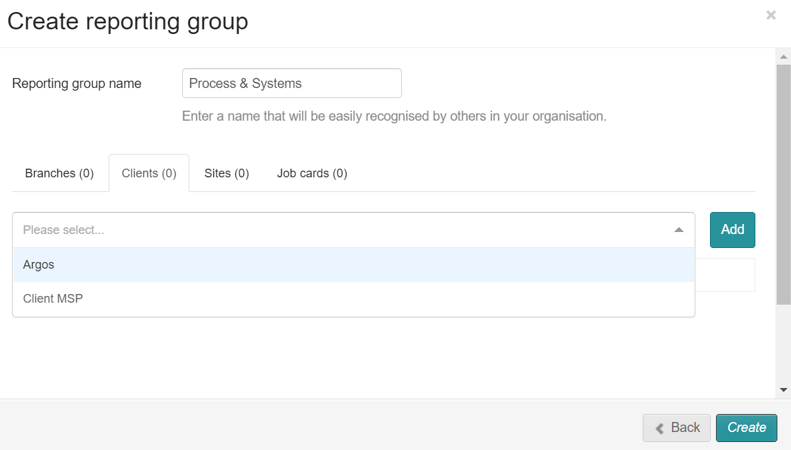 Create reporting group
×
Reporting group name
Process & Systems
Enter a name that will be easily recognised by others in your organisation.
Branches (0) Clients (0) Sites (0) Job cards (0)
Please select...
Add
Argos
Client MSP
Back
Create